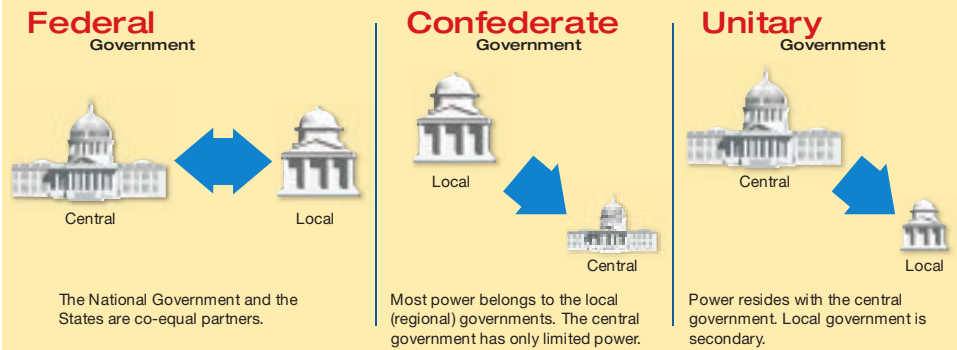 Federal
Government
Central
Local
The National Government and the
States are co-equal partners.
Confederate
Government
Local
Central
Most power belongs to the local
(regional) governments. The central
government has only limited power.
Unitary
Government
Central
Local
Power resides with the central
government. Local government is
secondary.